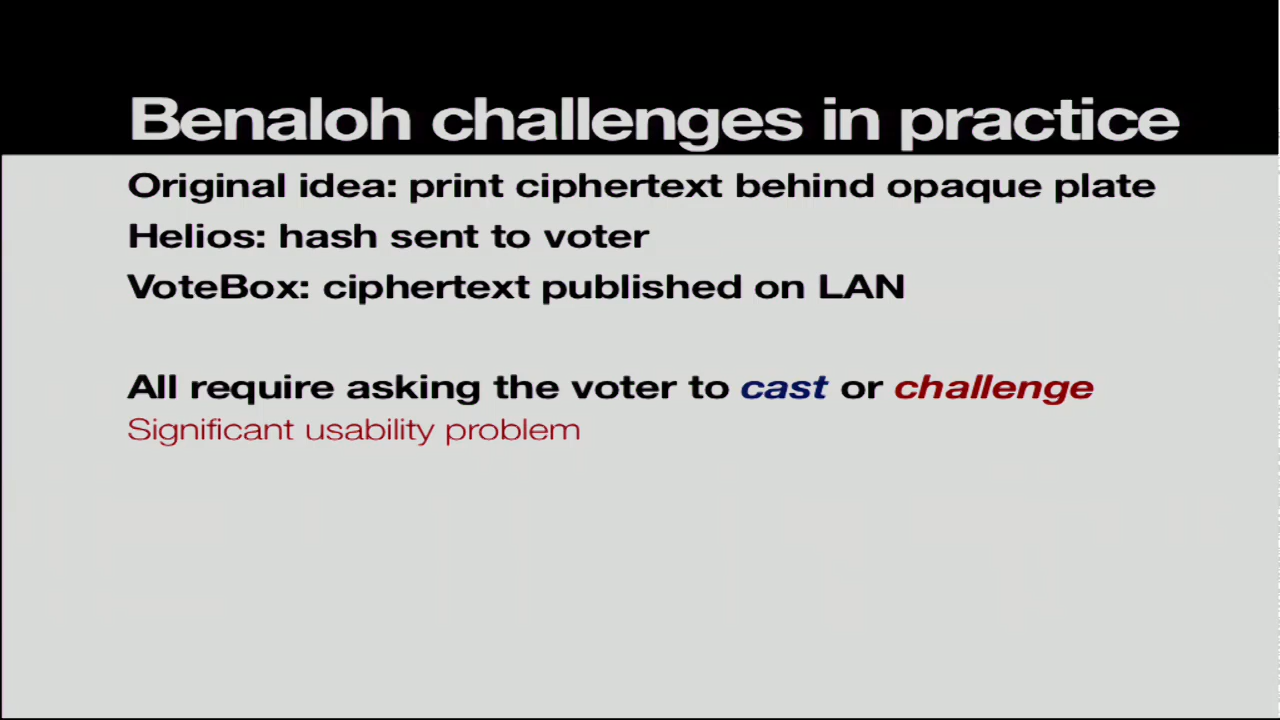 Benaloh challenges in practice
Original idea: print ciphertext behind opaque plate
Helios: hash sent to voter
VoteBox: ciphertext published on LAN
All require asking the voter to cast or challenge
Significant usability problem